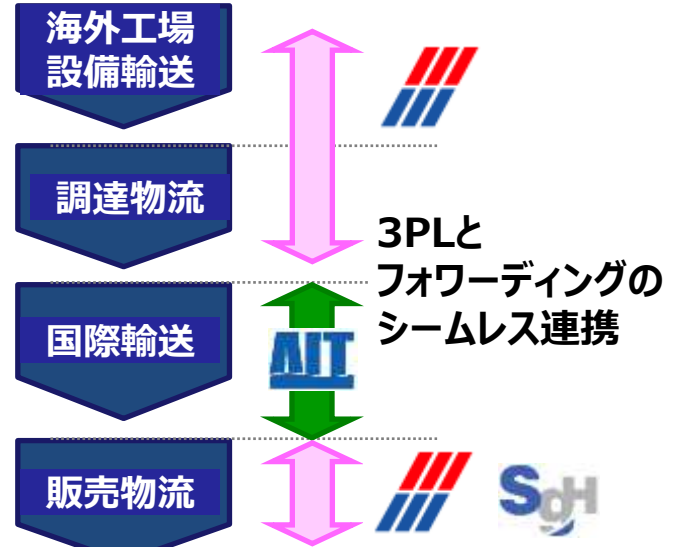 海外工場
設備輸送
調達物流
3PLと
フォワーディングの
シームレス連携
国際輸送
AIT
販売物流
SgH